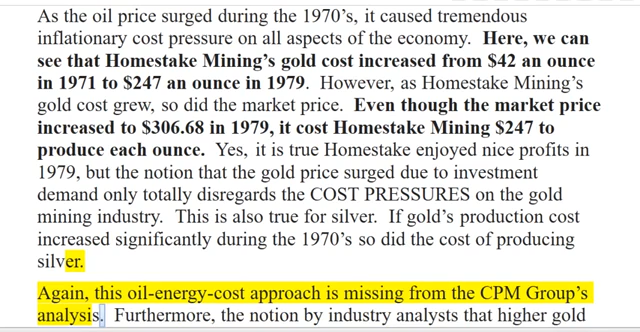 As the oil price surged during the 1970's, it caused tremendous
inflationary cost pressure on all aspects of the economy.  Here, we can
see that Homestake Mining's gold cost increased from $42 an ounce
in 1971 to $247 an ounce in 1979.  However, as Homestake Mining's
gold cost grew, so did the market price.  Even though the market price
increased to $306.68 in 1979, it cost Homestake Mining $247 to
produce each ounce.  Yes, it is true Homestake enjoyed nice profits in
1979, but the notion that the gold price surged due to investment
demand only totally disregards the COST PRESSURES on the gold
mining industry.  This is also true for silver.  If gold's production cost
increased significantly during the 1970's so did the cost of producing
silver.
Again, this oil-energy-cost approach is missing from the CPM Group's
analysis.  Furthermore, the notion by industry analysts that higher gold